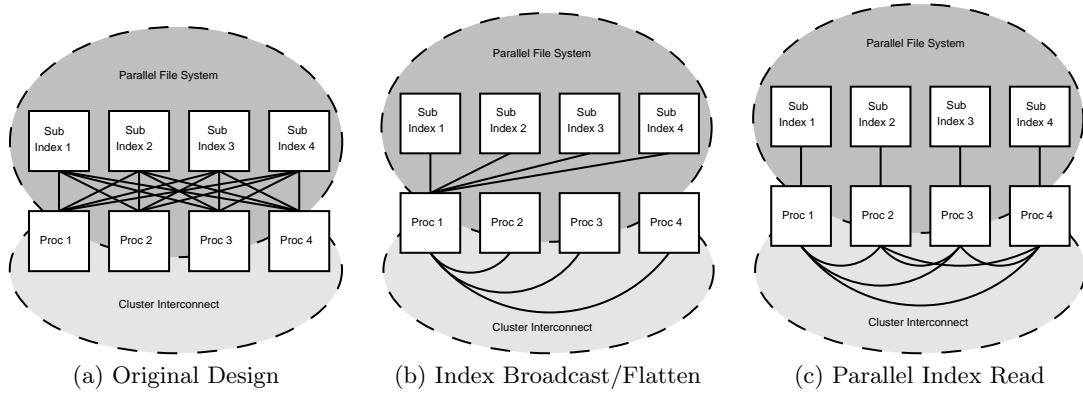 Parallel File System
Sub Index 1
Sub Index 2
Sub Index 3
Sub Index 4
Proc 1
Proc 2
Proc 3
Proc 4
Cluster Interconnect
(a) Original Design
Parallel File System
Sub Index 1
Sub Index 2
Sub Index 3
Sub Index 4
Proc 1
Proc 2
Proc 3
Proc 4
Cluster Interconnect
(b) Index Broadcast/Flatten
Parallel File System
Sub Index 1
Sub Index 2
Sub Index 3
Sub Index 4
Proc 1
Proc 2
Proc 3
Proc 4
Cluster Interconnect
(c) Parallel Index Read